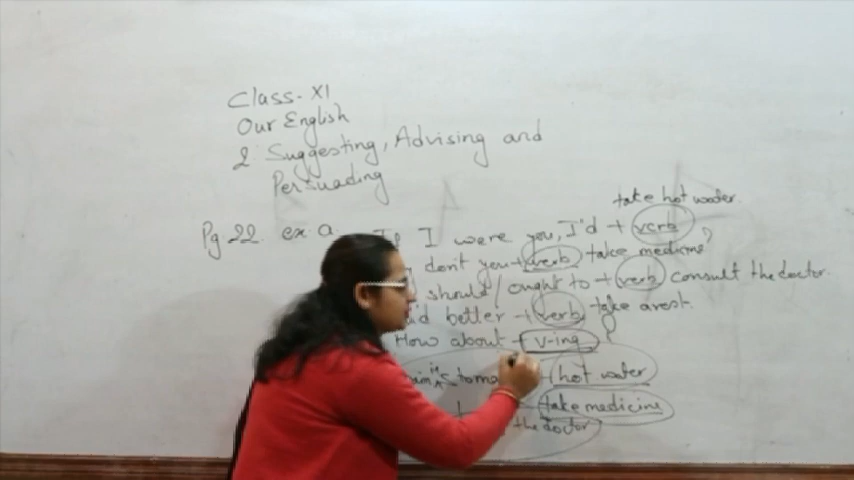 Class-XI
Our English
2. Suggesting, Advising and
Persuading
take hot water.
Pg 22 ex a. If I were you, I'd + verb
don't you + verb take medicine?
should/ought to + verb consult the doctor.
better + verb take a rest.
How about + v-ing ?
hot water
take medicine
the doctor